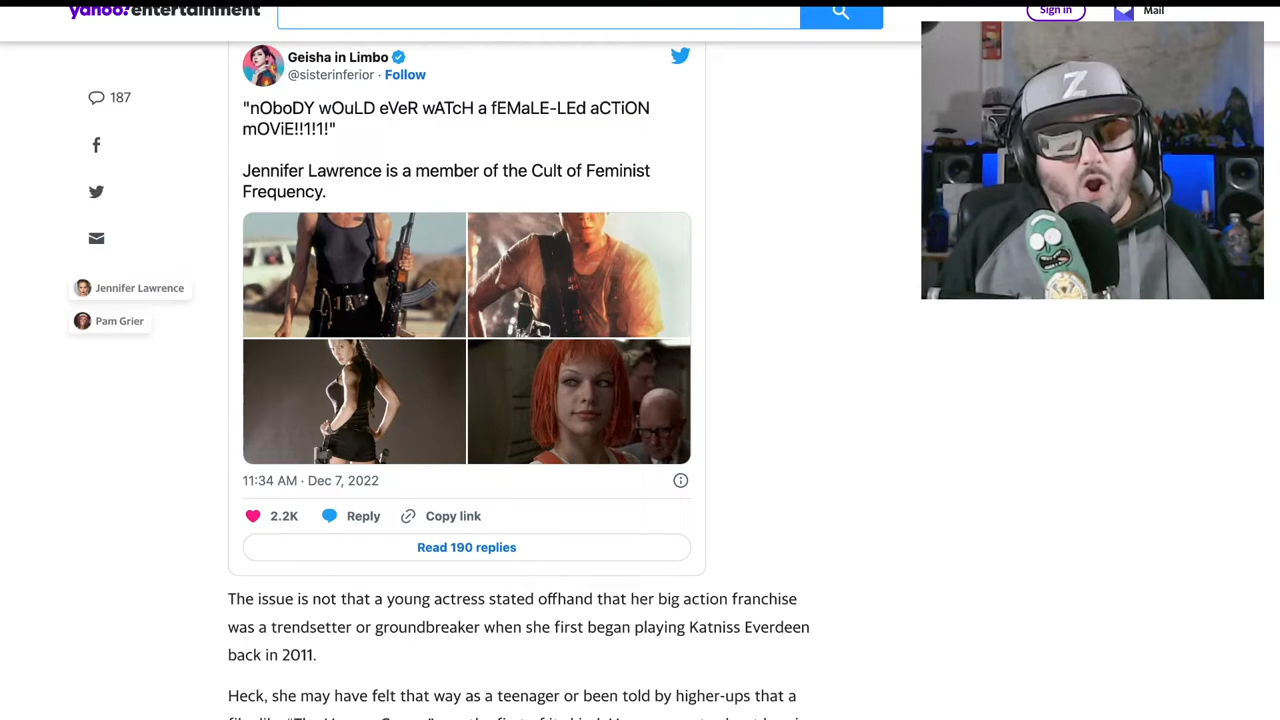 yahoo!entertainment
Sign in
Mail
Geisha in Limbo
@sisterinferior · Follow
187
"nOboDY wOuLD eVeR wATcH a fEMaLE-LEd aCTiON
mOViE!!1!1!"
Jennifer Lawrence is a member of the Cult of Feminist
Frequency.
Jennifer Lawrence
Pam Grier
Z
11:34 AM · Dec 7, 2022
2.2K
Reply
Copy link
Read 190 replies
The issue is not that a young actress stated offhand that her big action franchise
was a trendsetter or groundbreaker when she first began playing Katniss Everdeen
back in 2011.
Heck, she may have felt that way as a teenager or been told by higher-ups that a